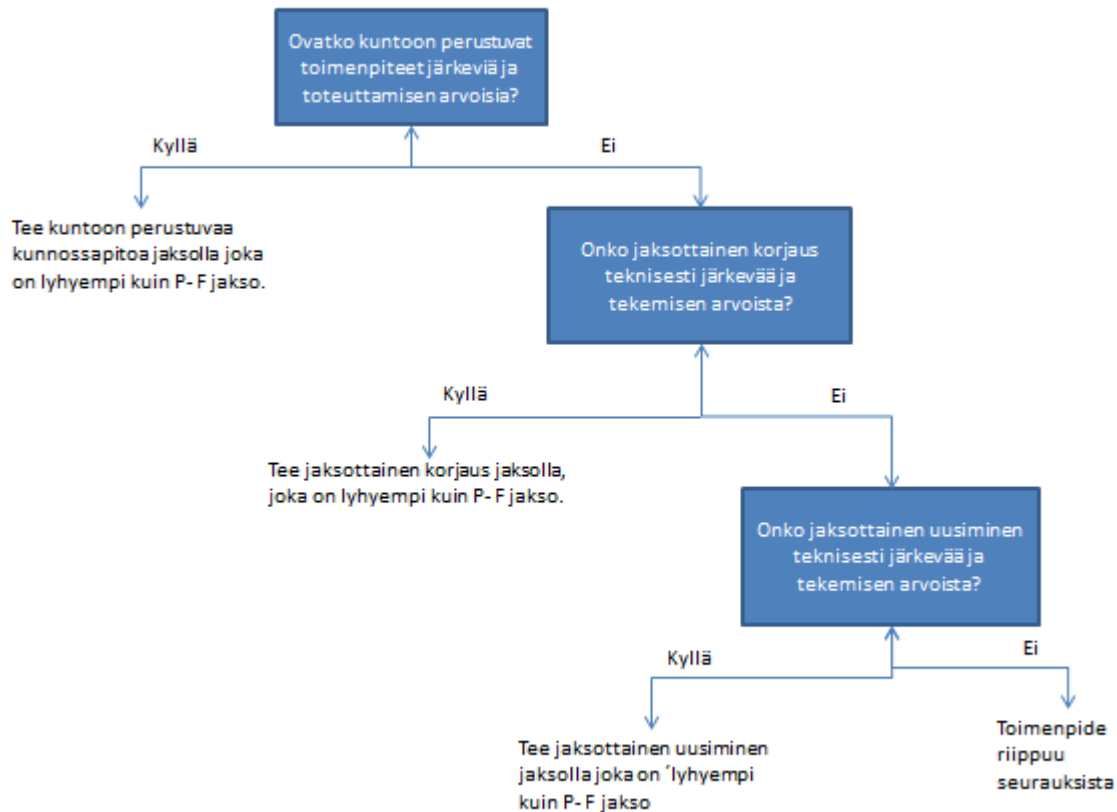 Ovatko kuntoon perustuvat
toimenpiteet järkeviä ja
toteuttamisen arvoisia?
Kyllä
Ei
Tee kuntoon perustuvaa
kunnossapitoa jaksolla joka
on lyhyempi kuin P- F jakso.
Onko jaksottainen korjaus
teknisesti järkevää ja
tekemisen arvoista?
Kyllä
Ei
Tee jaksottainen korjaus jaksolla,
joka on lyhyempi kuin P- F jakso.
Onko jaksottainen uusiminen
teknisesti järkevää ja
tekemisen arvoista?
Kyllä
Ei
Tee jaksottainen uusiminen
jaksolla joka on ´lyhyempi
kuin P- F jakso
Toimenpide
riippuu
seurauksista